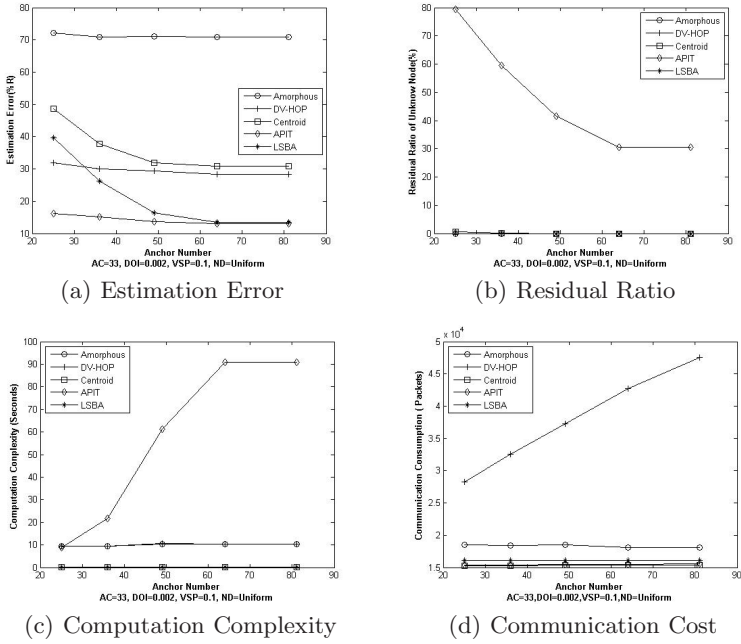 Estimation Error(%R)
80
70
60
50
40
30
20
10
20 30 40 50 60 70 80 90
Amorphous
DV-HOP
Centroid
APIT
LSBA
Anchor Number
AC=33, DOI=0.002, VSP=0.1, ND=Uniform
(a) Estimation Error
Residual Ratio of Unknow Node(%)
80
70
60
50
40
30
20
10
0
20 30 40 50 60 70 80 90
Amorphous
DV-HOP
Centroid
APIT
LSBA
Anchor Number
AC=33, DOI=0.002, VSP=0.1, ND=Uniform
(b) Residual Ratio
Computation Conplexity (Seconds)
100
90
80
70
60
50
40
30
20
10
0
20 30 40 50 60 70 80 90
Amorphous
DV-HOP
Centroid
APIT
LSBA
Anchor Number
AC=33, DOI=0.002, VSP=0.1, ND=Uniform
(c) Computation Complexity
Communication Consumption ( Packets)
x 10⁴
5
4.5
4
3.5
3
2.5
2
1.5
20 30 40 50 60 70 80 90
Amorphous
DV-HOP
Centroid
APIT
LSBA
Anchor Number
AC=33,DOI=0.002,VSP=0.1,ND=Uniform
(d) Communication Cost